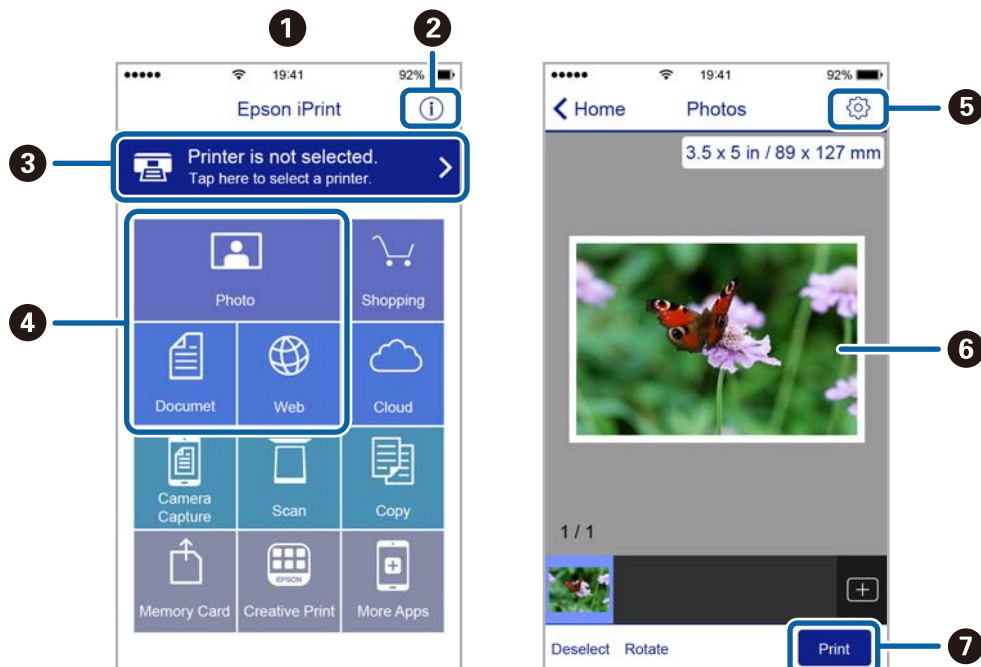 1
2
19:41
92%
Epson iPrint
i
3
Printer is not selected.
Tap here to select a printer.
4
Photo
Shopping
Documet
Web
Cloud
Camera
Capture
Scan
Copy
EPSON
Memory Card
Creative Print
More Apps
19:41
92%
Home
Photos
5
3.5 x 5 in / 89 x 127 mm
6
1 / 1
Deselect
Rotate
Print
7